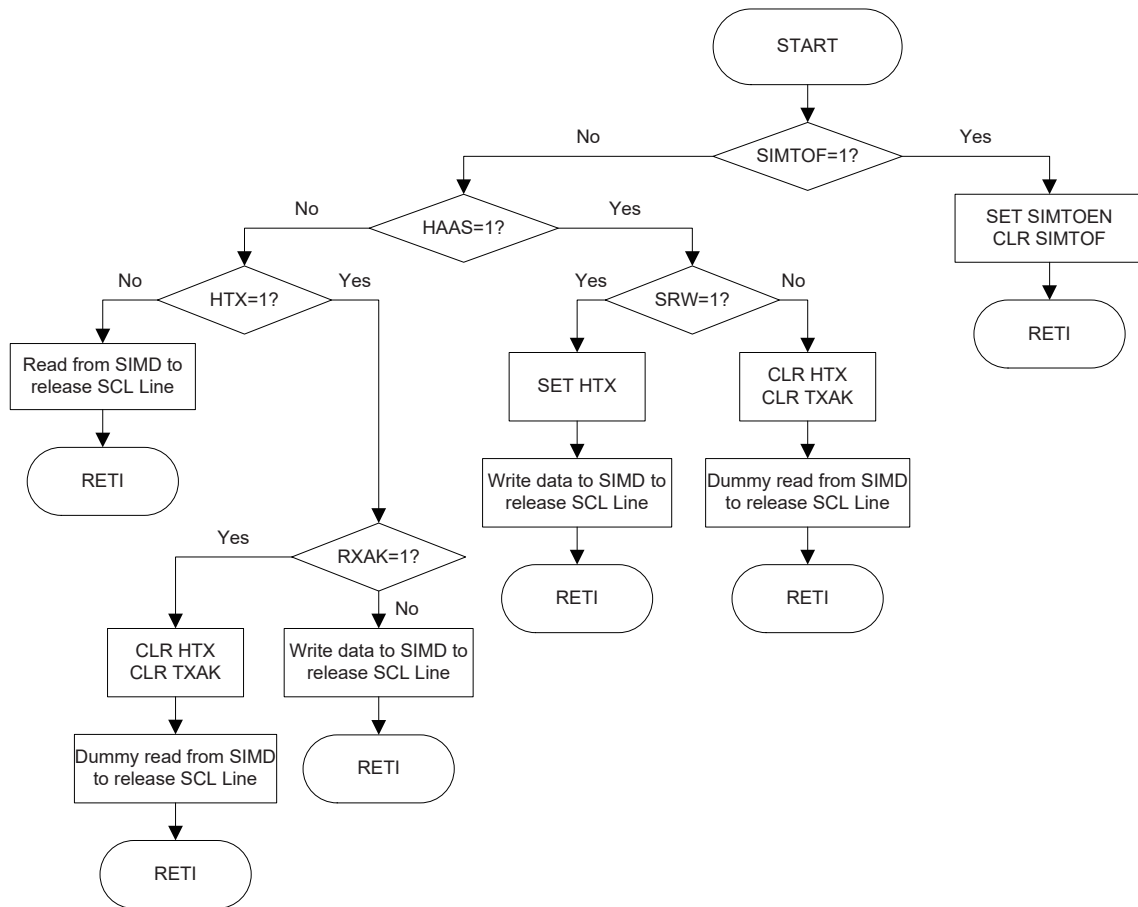 START
No
SIMTOF=1?
Yes
No
HAAS=1?
Yes
SET SIMTOEN
CLR SIMTOF
No
HTX=1?
Yes
Yes
SRW=1?
No
RETI
Read from SIMD to
release SCL Line
SET HTX
CLR HTX
CLR TXAK
RETI
Write data to SIMD to
release SCL Line
Dummy read from SIMD
to release SCL Line
Yes
RXAK=1?
RETI
RETI
No
CLR HTX
CLR TXAK
Write data to SIMD to
release SCL Line
Dummy read from SIMD
to release SCL Line
RETI
RETI